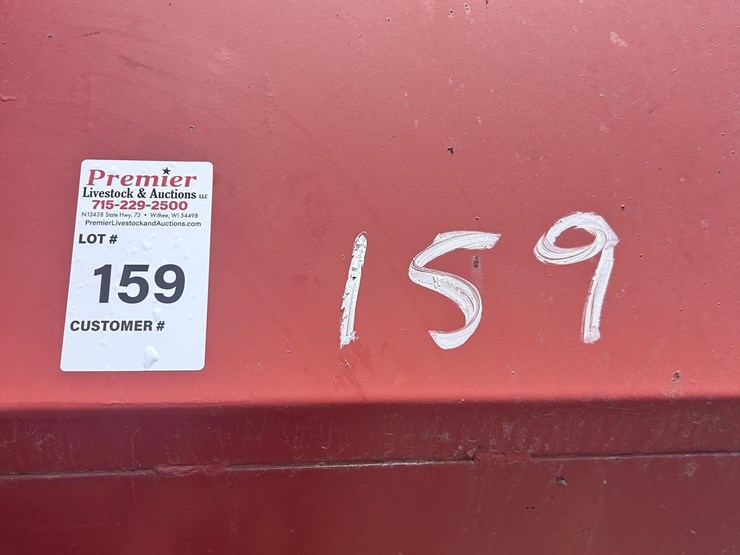 Premier
Livestock & Auctions LLC
715-229-2500
N13438 State Hwy. 73 • Withee, WI 54498
PremierLivestockandAuctions.com
LOT #
159
CUSTOMER #
159